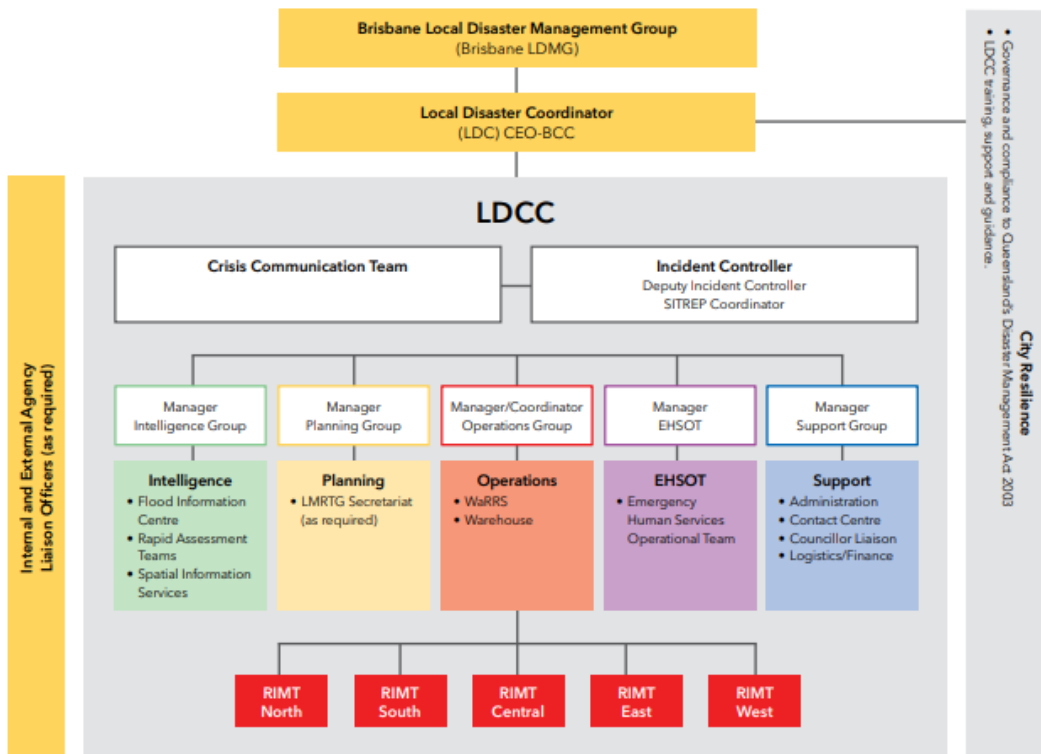 Brisbane Local Disaster Management Group
(Brisbane LDMG)
Local Disaster Coordinator
(LDC) CEO-BCC
City Resilience
• Governance and compliance to Queensland's Disaster Management Act 2003
• LDCC training, support and guidance.
Internal and External Agency
Liaison Officers (as required)
LDCC
Crisis Communication Team
Incident Controller
Deputy Incident Controller
SITREP Coordinator
Manager
Intelligence Group
Manager
Planning Group
Manager/Coordinator
Operations Group
Manager
EHSOT
Manager
Support Group
Intelligence
• Flood Information
Centre
• Rapid Assessment
Teams
• Spatial Information
Services
Planning
• LMRTG Secretariat
(as required)
Operations
• WaRRS
• Warehouse
EHSOT
• Emergency
Human Services
Operational Team
Support
• Administration
• Contact Centre
• Councillor Liaison
• Logistics/Finance
RIMT
North
RIMT
South
RIMT
Central
RIMT
East
RIMT
West